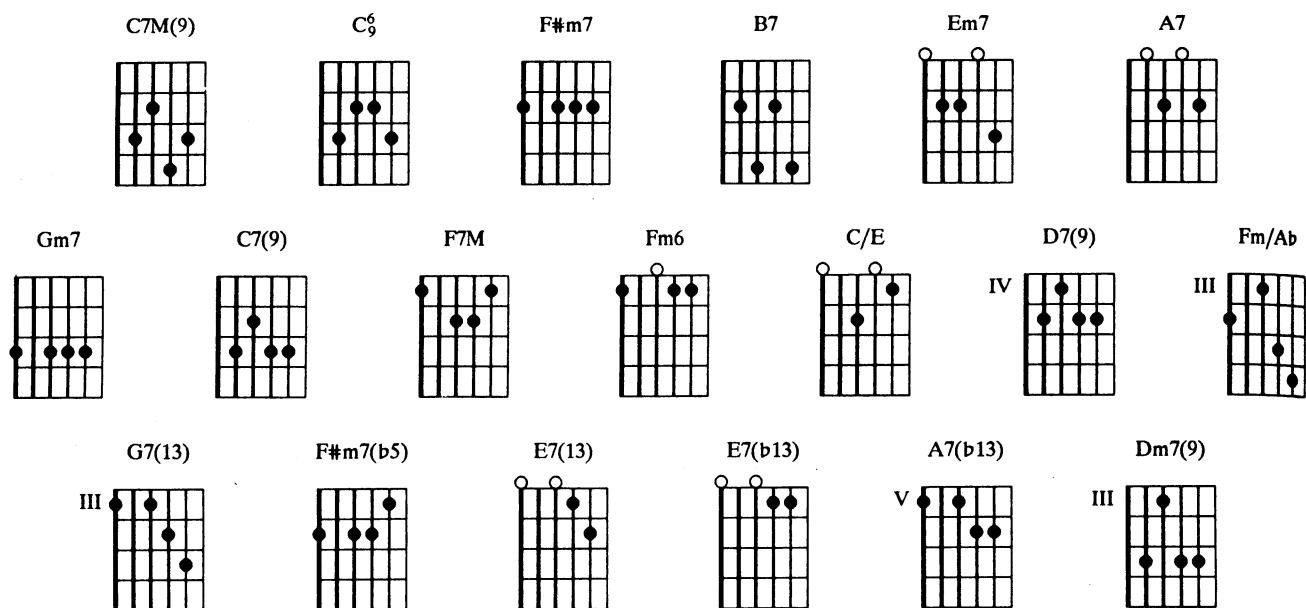 C7M(9) C6/9 F#m7 B7 Em7 A7
Gm7 C7(9) F7M Fm6 C/E D7(9) Fm/Ab
IV III
G7(13) F#m7(b5) E7(13) E7(b13) A7(b13) Dm7(9)
III V III